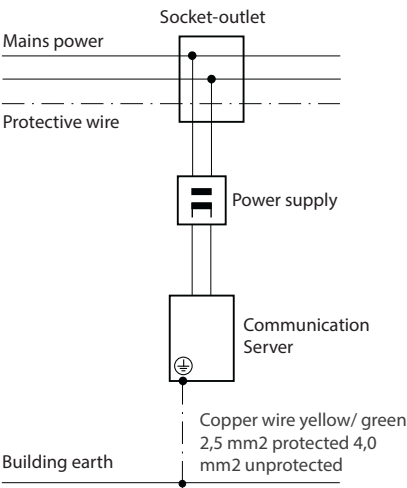 Socket-outlet
Mains power
Protective wire
Power supply
Communication
Server
Copper wire yellow/ green
2,5 mm2 protected 4,0
mm2 unprotected
Building earth